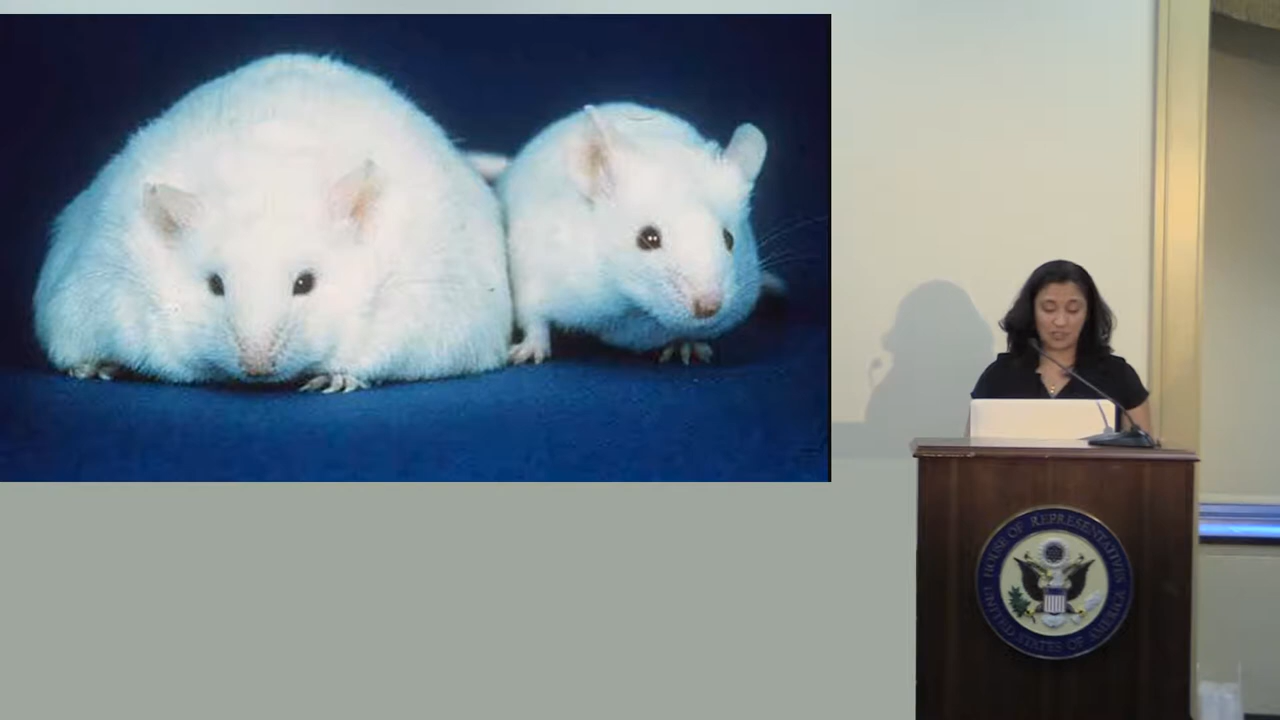 HOUSE OF REPRESENTATIVES
UNITED STATES OF AMERICA